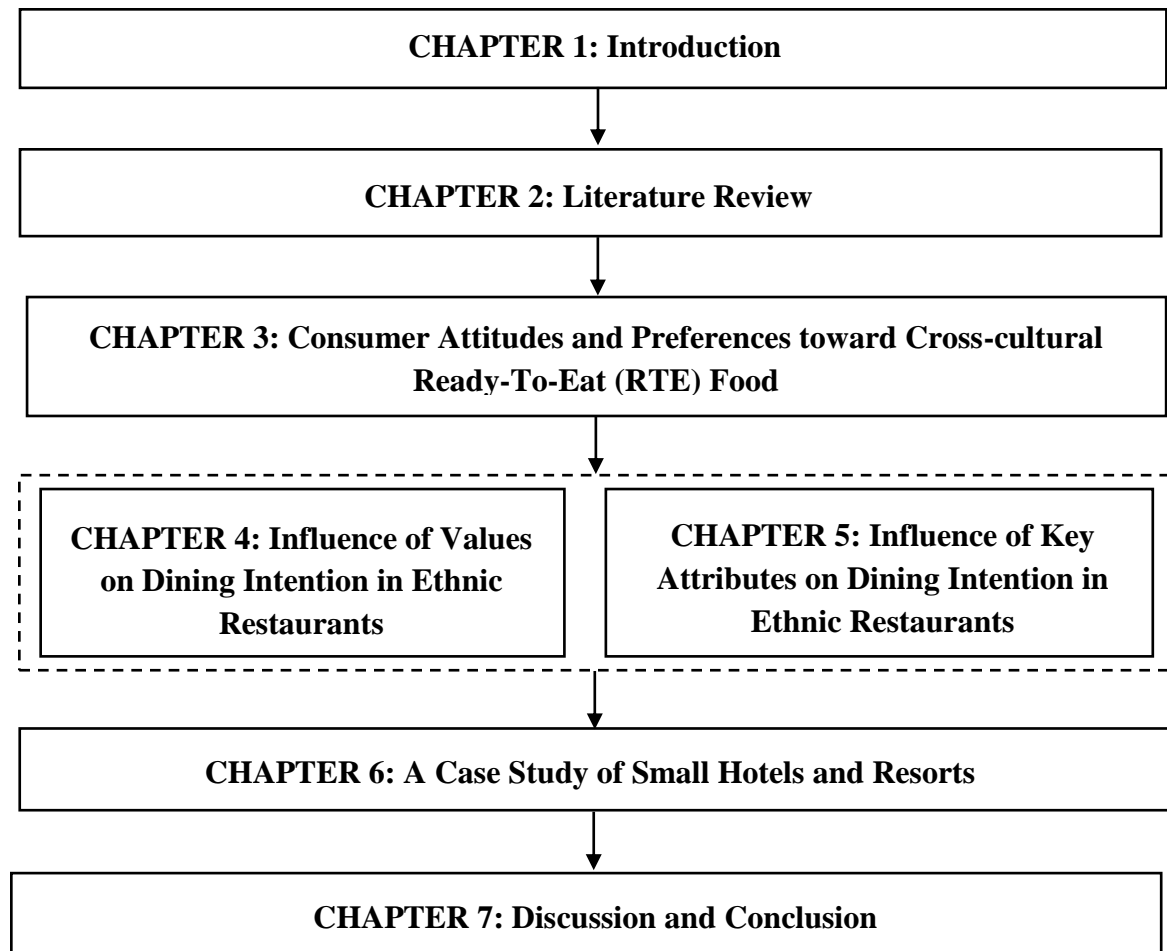 CHAPTER 1: Introduction
CHAPTER 2: Literature Review
CHAPTER 3: Consumer Attitudes and Preferences toward Cross-cultural
Ready-To-Eat (RTE) Food
CHAPTER 4: Influence of Values
on Dining Intention in Ethnic
Restaurants
CHAPTER 5: Influence of Key
Attributes on Dining Intention in
Ethnic Restaurants
CHAPTER 6: A Case Study of Small Hotels and Resorts
CHAPTER 7: Discussion and Conclusion